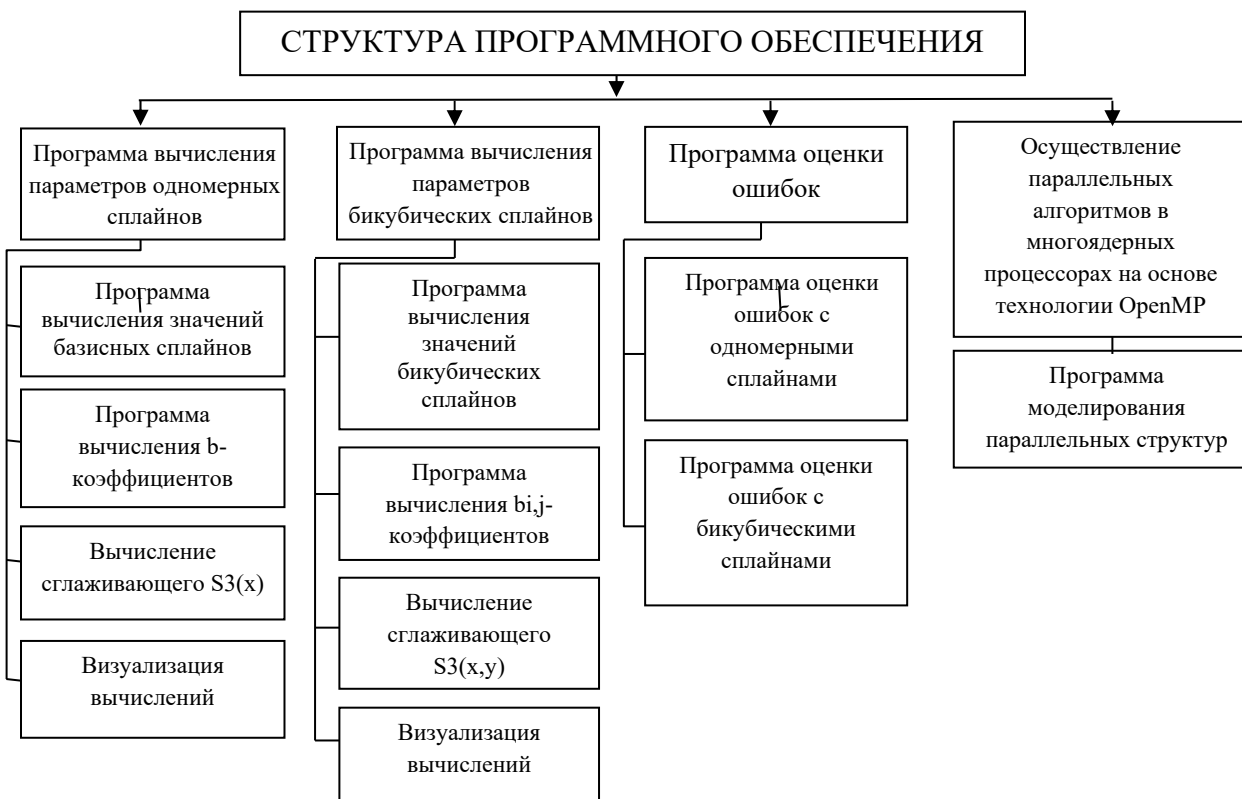 СТРУКТУРА ПРОГРАММНОГО ОБЕСПЕЧЕНИЯ
Программа вычисления
параметров одномерных
сплайнов
Программа
вычисления значений
базисных сплайнов
Программа
вычисления b-
коэффициентов
Вычисление
сглаживающего S3(x)
Визуализация
вычислений
Программа вычисления
параметров
бикубических сплайнов
Программа
вычисления
значений
бикубических
сплайнов
Программа
вычисления bi,j-
коэффициентов
Вычисление
сглаживающего
S3(x,y)
Визуализация
вычислений
Программа оценки
ошибок
Программа оценки
ошибок с
одномерными
сплайнами
Программа оценки
ошибок с
бикубическими
сплайнами
Осуществление
параллельных
алгоритмов в
многоядерных
процессорах на основе
технологии OpenMP
Программа
моделирования
параллельных структур